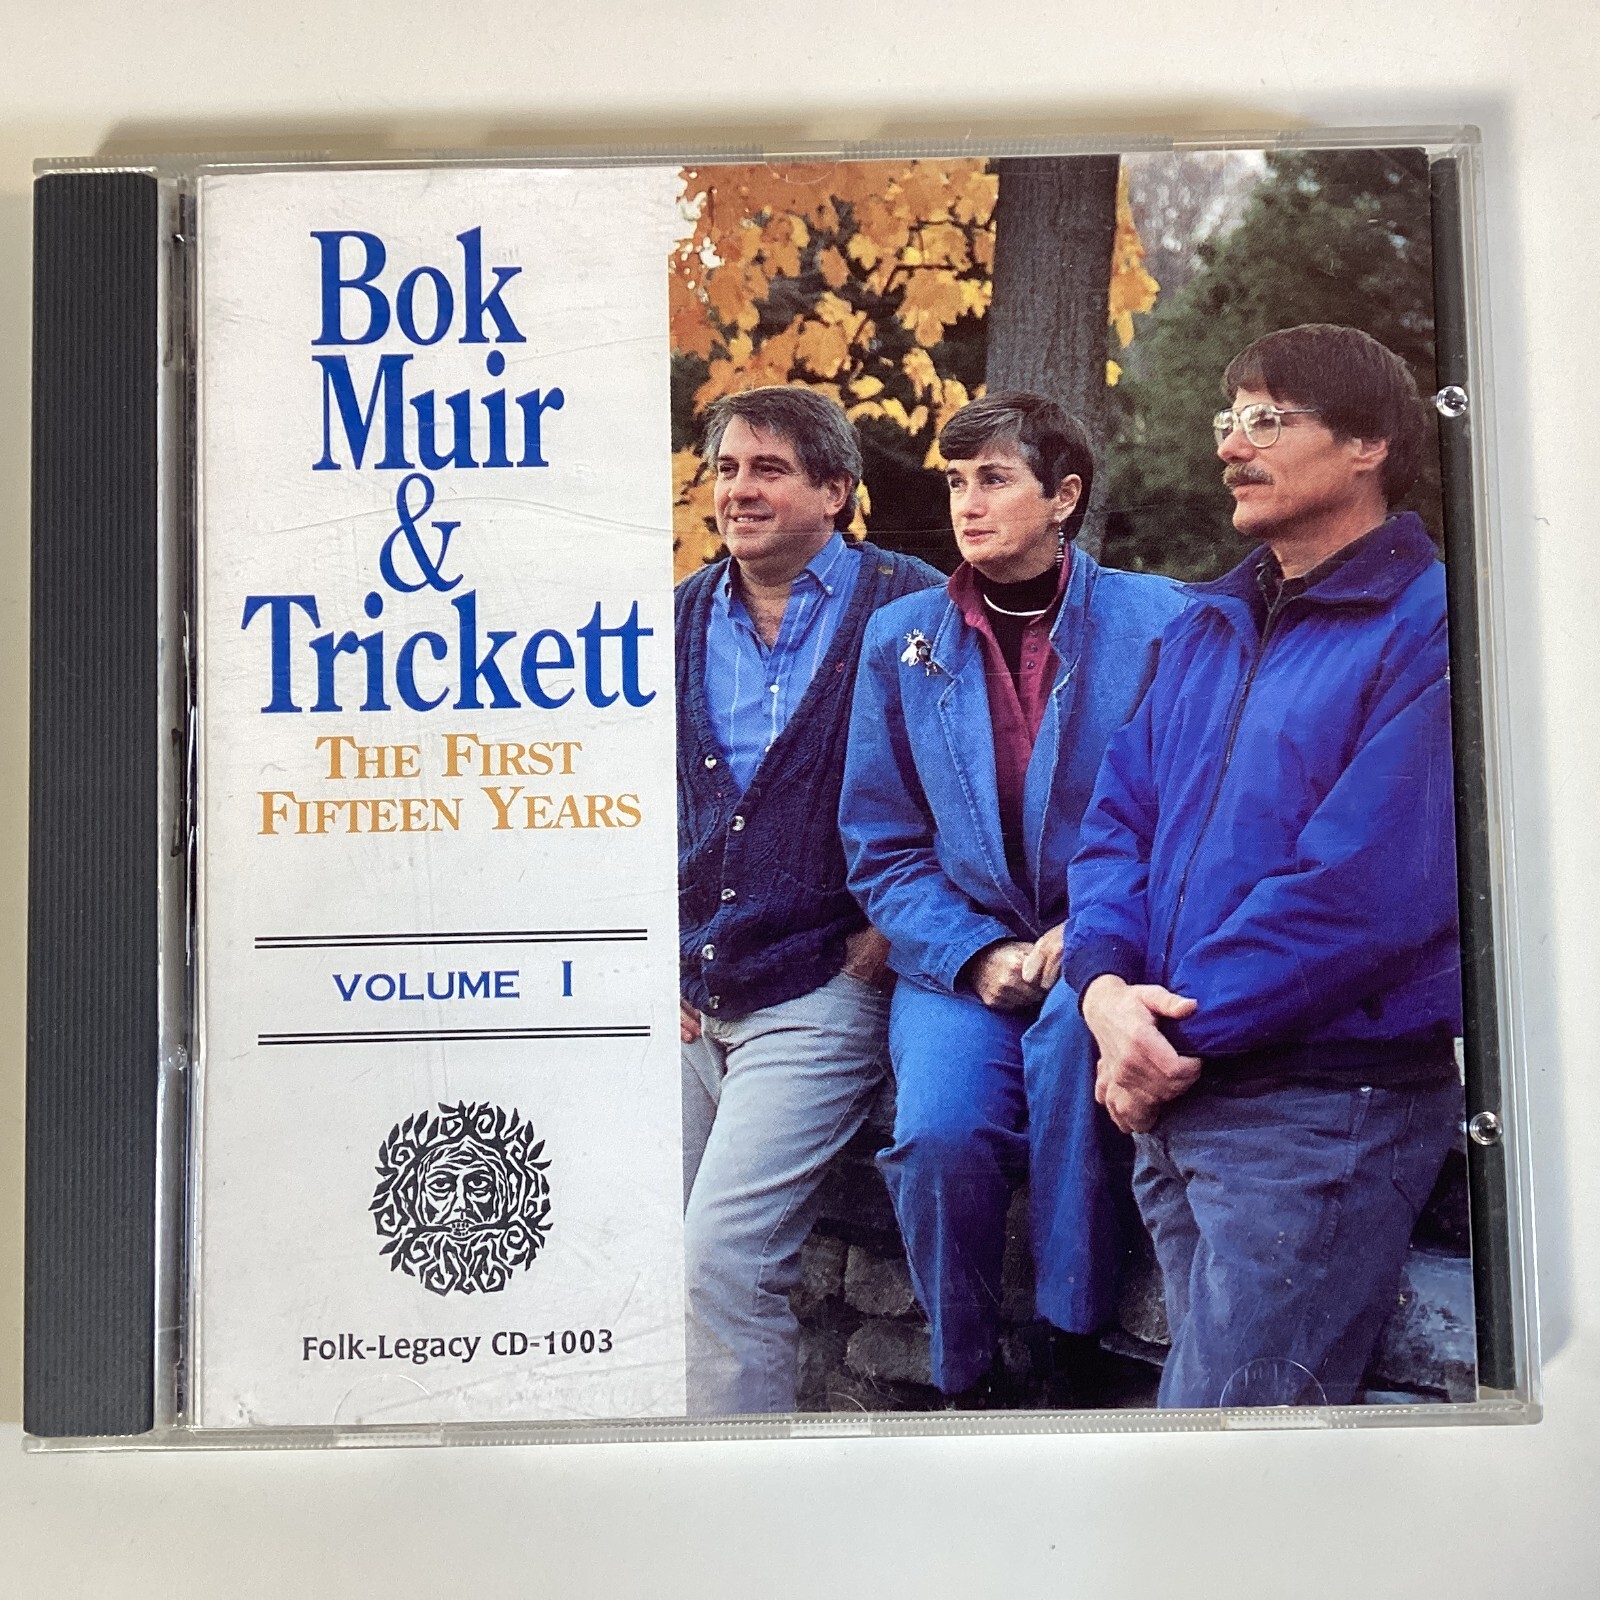 Bok
Muir
&
Trickett
THE FIRST
FIFTEEN YEARS
VOLUME I
Folk-Legacy CD-1003